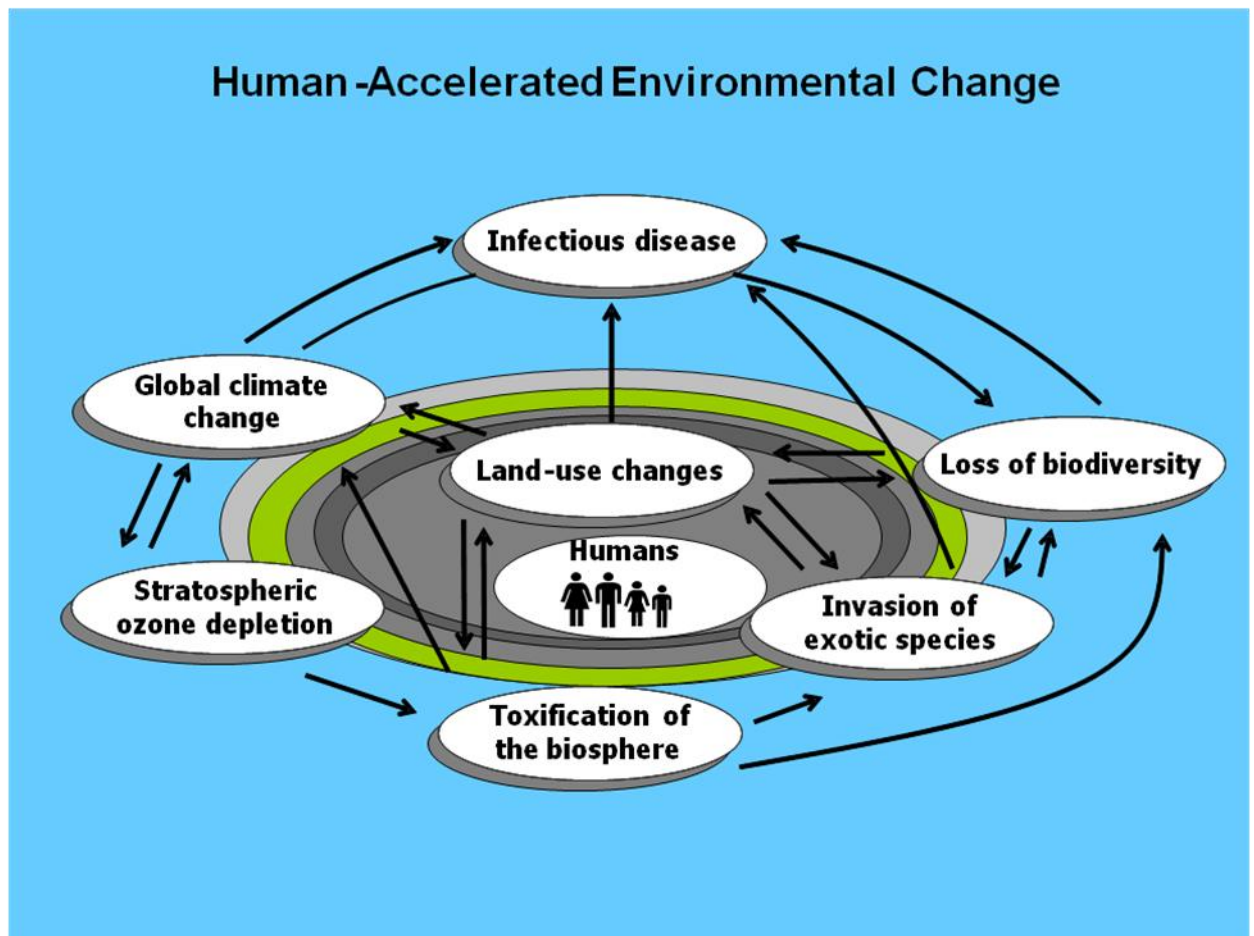 Human-Accelerated Environmental Change
Infectious disease
Global climate
change
Land-use changes
Loss of biodiversity
Humans
Stratospheric
ozone depletion
Invasion of
exotic species
Toxification of
the biosphere